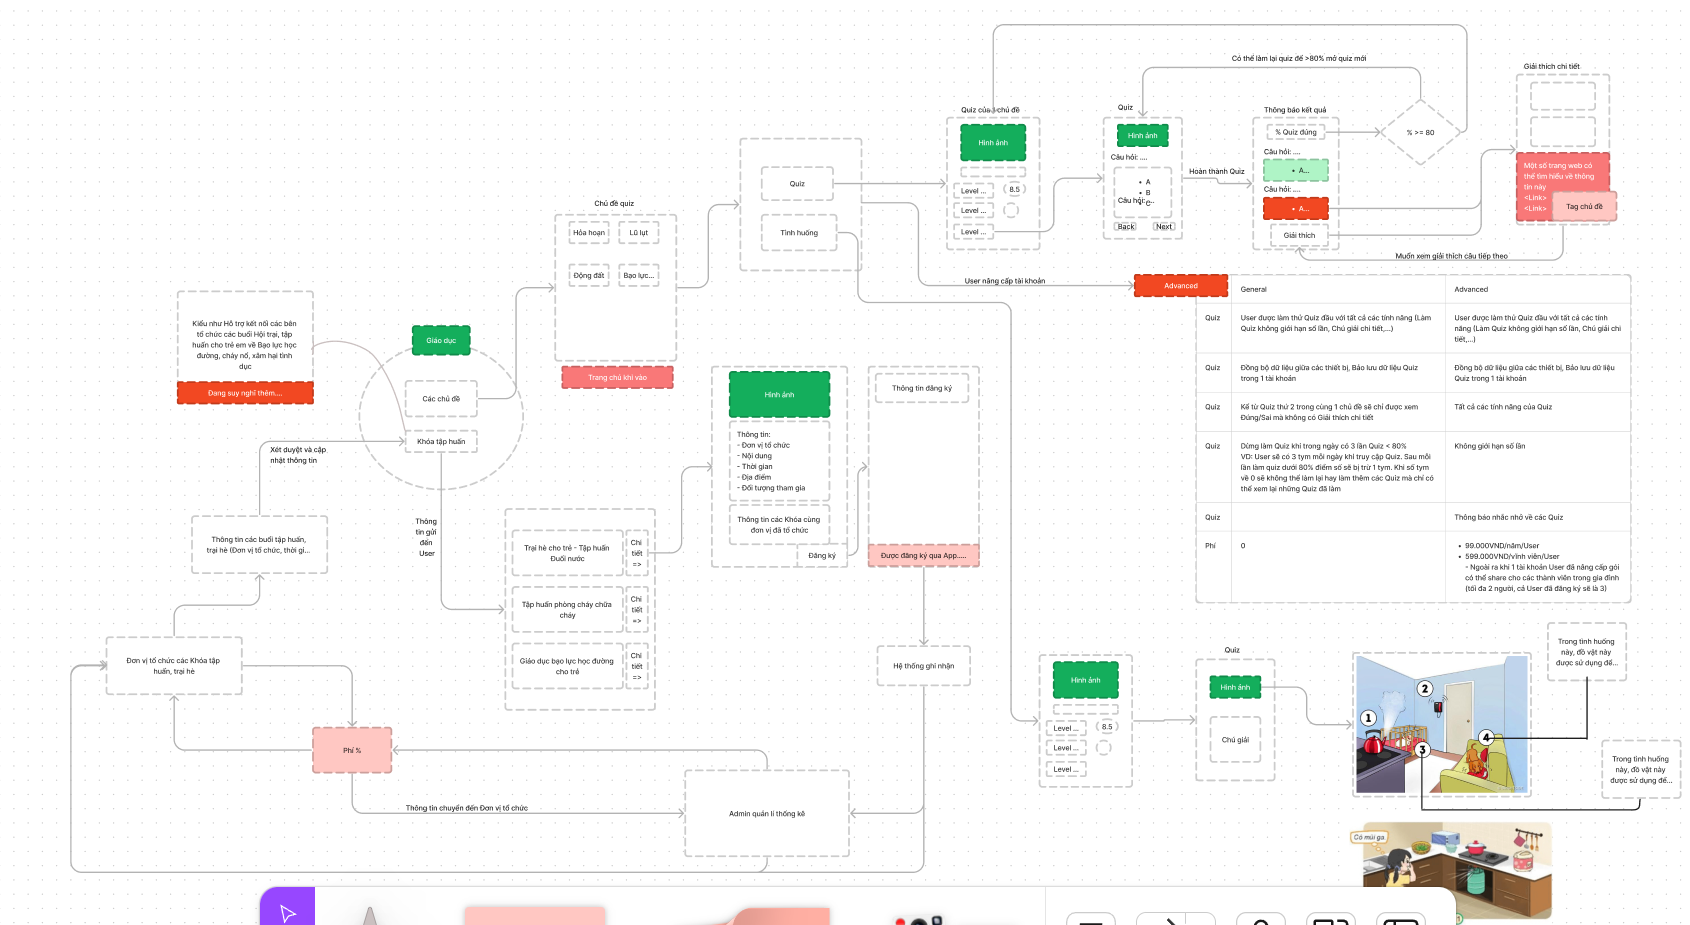 Có thể làm lại quiz để >80% mở quiz mới
Giải thích chi tiết
Quiz của 1 chủ đề
Hình ảnh
Level ...
8.5
Level ...
Level ...
Quiz
Hình ảnh
Câu hỏi: ....
• A
• B
• C
Câu hỏi: ...
Back
Next
Hoàn thành Quiz
Thông báo kết quả
% Quiz đúng
Câu hỏi: ....
• A...
Câu hỏi: ....
• A...
Giải thích
% >= 80
Một số trang web có
thể tìm hiểu về thông
tin này
<Link>
<Link>
Tag chủ đề
Muốn xem giải thích câu tiếp theo
Quiz
Tình huống
Chủ đề quiz
Hỏa hoạn
Lũ lụt
Động đất
Bạo lực...
Trang chủ khi vào
User nâng cấp tài khoản
Advanced
General
Advanced
Quiz
User được làm thử Quiz đầu với tất cả các tính năng (Làm
Quiz không giới hạn số lần, Chú giải chi tiết,...)
User được làm thử Quiz đầu với tất cả các tính
năng (Làm Quiz không giới hạn số lần, Chú giải chi
tiết,...)
Quiz
Đồng bộ dữ liệu giữa các thiết bị, Bảo lưu dữ liệu Quiz
trong 1 tài khoản
Đồng bộ dữ liệu giữa các thiết bị, Bảo lưu dữ liệu
Quiz trong 1 tài khoản
Quiz
Kể từ Quiz thứ 2 trong cùng 1 chủ đề sẽ chỉ được xem
Đúng/Sai mà không có Giải thích chi tiết
Tất cả các tính năng của Quiz
Quiz
Dừng làm Quiz khi trong ngày có 3 lần Quiz < 80%
VD: User sẽ có 3 tym mỗi ngày khi truy cập Quiz. Sau mỗi
lần làm quiz dưới 80% điểm số sẽ bị trừ 1 tym. Khi số tym
về 0 sẽ không thể làm lại hay làm thêm các Quiz mà chỉ có
thể xem lại những Quiz đã làm
Không giới hạn số lần
Quiz
Thông báo nhắc nhở về các Quiz
Phí
0
• 99.000VND/năm/User
• 599.000VND/vĩnh viên/User
- Ngoài ra khi 1 tài khoản User đã nâng cấp gói
có thể share cho các thành viên trong gia đình
(tối đa 2 người, cả User đã đăng ký sẽ là 3)
Kiểu như Hỗ trợ kết nối các bên
tổ chức các buổi Hội trại, tập
huấn cho trẻ em về Bạo lực học
đường, cháy nổ, xâm hại tình
dục
Đang suy nghĩ thêm....
Giáo dục
Các chủ đề
Khóa tập huấn
Xét duyệt và cập
nhật thông tin
Thông
tin gửi
đến
User
Thông tin các buổi tập huấn,
trại hè (Đơn vị tổ chức, thời gi...
Đơn vị tổ chức các Khóa tập
huấn, trại hè
Phí %
Thông tin chuyển đến Đơn vị tổ chức
Admin quản lí thống kê
Trại hè cho trẻ - Tập huấn
Đuối nước
Chi
tiết
=>
Tập huấn phòng cháy chữa
cháy
Chi
tiết
=>
Giáo dục bạo lực học đường
cho trẻ
Chi
tiết
=>
Hình ảnh
Thông tin:
- Đơn vị tổ chức
- Nội dung
- Thời gian
- Địa điểm
- Đối tượng tham gia
Thông tin các Khóa cùng
đơn vị đã tổ chức
Đăng ký
Thông tin đăng ký
Được đăng ký qua App.....
Hệ thống ghi nhận
Hình ảnh
Level ...
8.5
Level ...
Level ...
Quiz
Hình ảnh
Chú giải
1
2
3
4
Trong tình huống
này, đồ vật này
được sử dụng để...
Trong tình huống
này, đồ vật này
được sử dụng để...
Có mùi ga
1